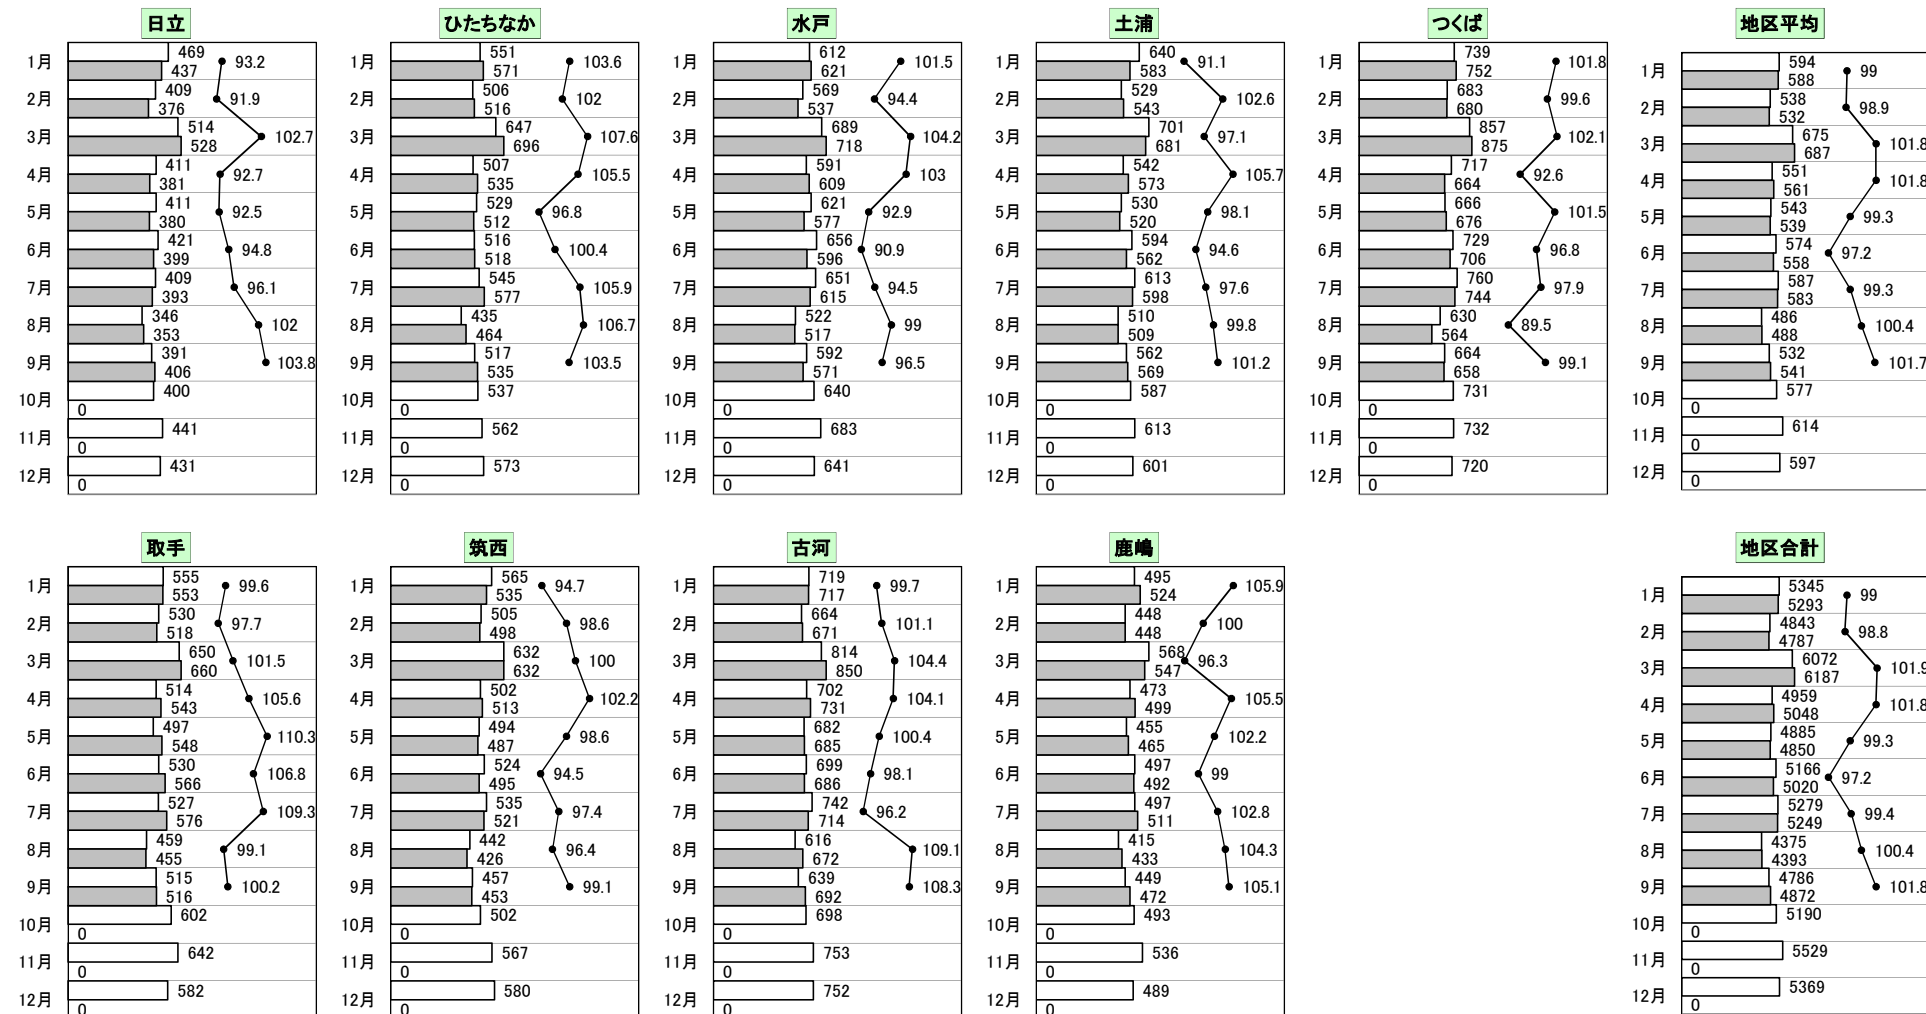 日立
1月 469 437 93.2
2月 409 376 91.9
3月 514 528 102.7
4月 411 381 92.7
5月 411 380 92.5
6月 421 399 94.8
7月 409 393 96.1
8月 346 353 102
9月 391 406 103.8
10月 400 0
11月 441 0
12月 431 0
ひたちなか
1月 551 571 103.6
2月 506 516 102
3月 647 696 107.6
4月 507 535 105.5
5月 529 512 96.8
6月 516 518 100.4
7月 545 577 105.9
8月 435 464 106.7
9月 517 535 103.5
10月 537 0
11月 562 0
12月 573 0
水戸
1月 612 621 101.5
2月 569 537 94.4
3月 689 718 104.2
4月 591 609 103
5月 621 577 92.9
6月 656 596 90.9
7月 651 615 94.5
8月 522 517 99
9月 592 571 96.5
10月 640 0
11月 683 0
12月 641 0
土浦
1月 640 583 91.1
2月 529 543 102.6
3月 701 681 97.1
4月 542 573 105.7
5月 530 520 98.1
6月 594 562 94.6
7月 613 598 97.6
8月 510 509 99.8
9月 562 569 101.2
10月 587 0
11月 613 0
12月 601 0
つくば
1月 739 752 101.8
2月 683 680 99.6
3月 857 875 102.1
4月 717 664 92.6
5月 666 676 101.5
6月 729 706 96.8
7月 760 744 97.9
8月 630 564 89.5
9月 664 658 99.1
10月 731 0
11月 732 0
12月 720 0
地区平均
1月 594 588 99
2月 538 532 98.9
3月 675 687 101.8
4月 551 561 101.8
5月 543 539 99.3
6月 574 558 97.2
7月 587 583 99.3
8月 486 488 100.4
9月 532 541 101.7
10月 577 0
11月 614 0
12月 597 0
取手
1月 555 553 99.6
2月 530 518 97.7
3月 650 660 101.5
4月 514 543 105.6
5月 497 548 110.3
6月 530 566 106.8
7月 527 576 109.3
8月 459 455 99.1
9月 515 516 100.2
10月 602 0
11月 642 0
12月 582 0
筑西
1月 565 535 94.7
2月 505 498 98.6
3月 632 632 100
4月 502 513 102.2
5月 494 487 98.6
6月 524 495 94.5
7月 535 521 97.4
8月 442 426 96.4
9月 457 453 99.1
10月 502 0
11月 567 0
12月 580 0
古河
1月 719 717 99.7
2月 664 671 101.1
3月 814 850 104.4
4月 702 731 104.1
5月 682 685 100.4
6月 699 686 98.1
7月 742 714 96.2
8月 616 672 109.1
9月 639 692 108.3
10月 698 0
11月 753 0
12月 752 0
鹿嶋
1月 495 524 105.9
2月 448 448 100
3月 568 547 96.3
4月 473 499 105.5
5月 455 465 102.2
6月 497 492 99
7月 497 511 102.8
8月 415 433 104.3
9月 449 472 105.1
10月 493 0
11月 536 0
12月 489 0
地区合計
1月 5345 5293 99
2月 4843 4787 98.8
3月 6072 6187 101.9
4月 4959 5048 101.8
5月 4885 4850 99.3
6月 5166 5020 97.2
7月 5279 5249 99.4
8月 4375 4393 100.4
9月 4786 4872 101.8
10月 5190 0
11月 5529 0
12月 5369 0